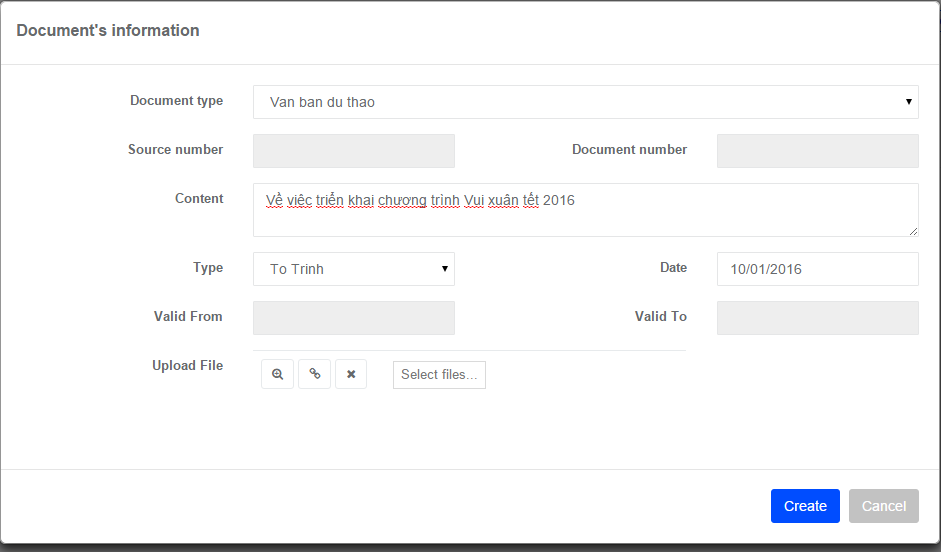 Document's information
Document type Van ban du thao
Source number Document number
Content Về việc triển khai chương trình Vui xuân tết 2016
Type To Trinh Date 10/01/2016
Valid From Valid To
Upload File Select files...
Create Cancel